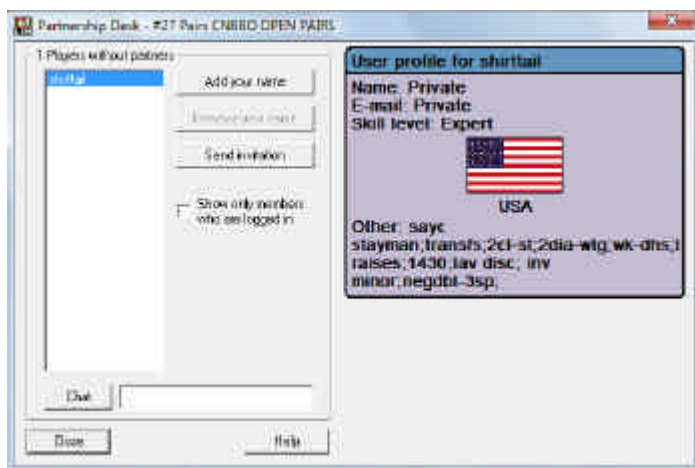 Partnership Desk - #27 Pairs CNBBO OPEN PAIRS
1 Players without partners
shirttail
Add your name
Remove your name
Send invitation
Show only members
who are logged in
Chat
Close
Help
User profile for shirttail
Name: Private
E-mail: Private
Skill level: Expert
USA
Other: sayc
stayman;transfs;2cl-st;2dia-wtg;wk-dhs;
raises;1430;lav disc; inv
minor;negdbl-3sp;